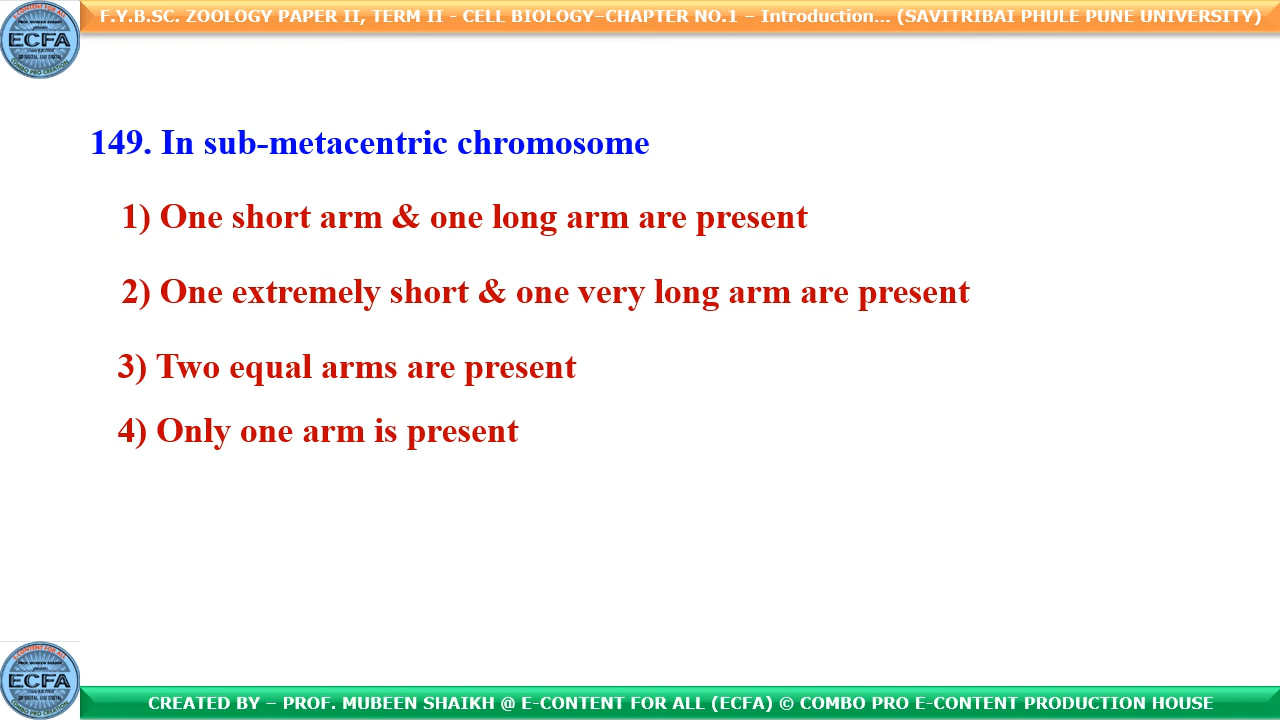 F.Y.B.SC. ZOOLOGY PAPER II, TERM II - CELL BIOLOGY–CHAPTER NO.1 – Introduction... (SAVITRIBAI PHULE PUNE UNIVERSITY)
ECFA
149. In sub-metacentric chromosome
1) One short arm & one long arm are present
2) One extremely short & one very long arm are present
3) Two equal arms are present
4) Only one arm is present
ECFA
CREATED BY – PROF. MUBEEN SHAIKH @ E-CONTENT FOR ALL (ECFA) © COMBO PRO E-CONTENT PRODUCTION HOUSE